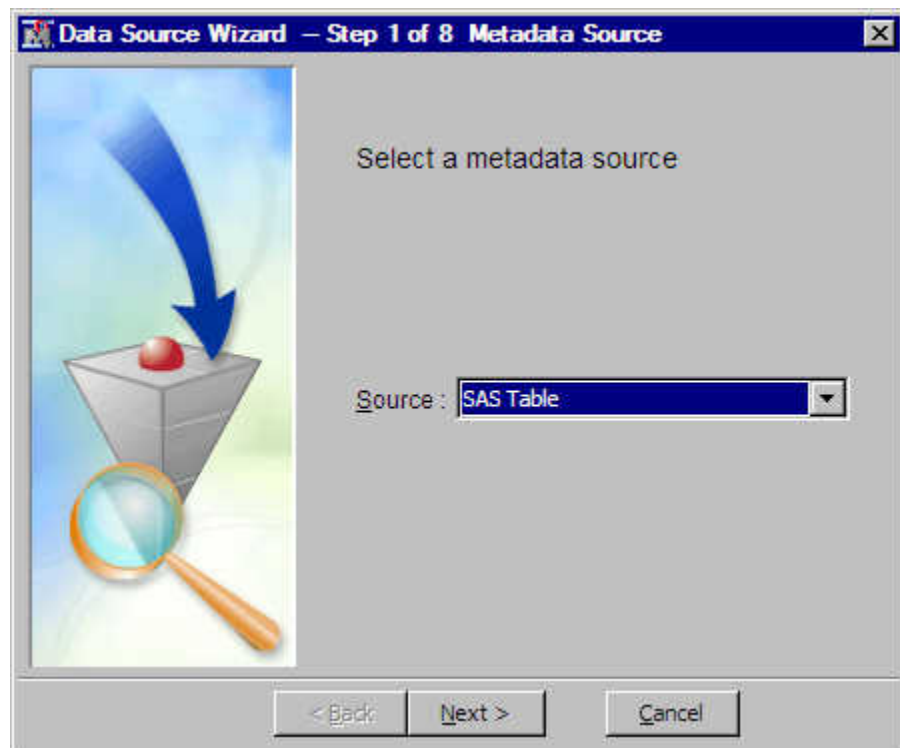 Data Source Wizard – Step 1 of 8 Metadata Source
Select a metadata source
Source : SAS Table
< Back Next > Cancel